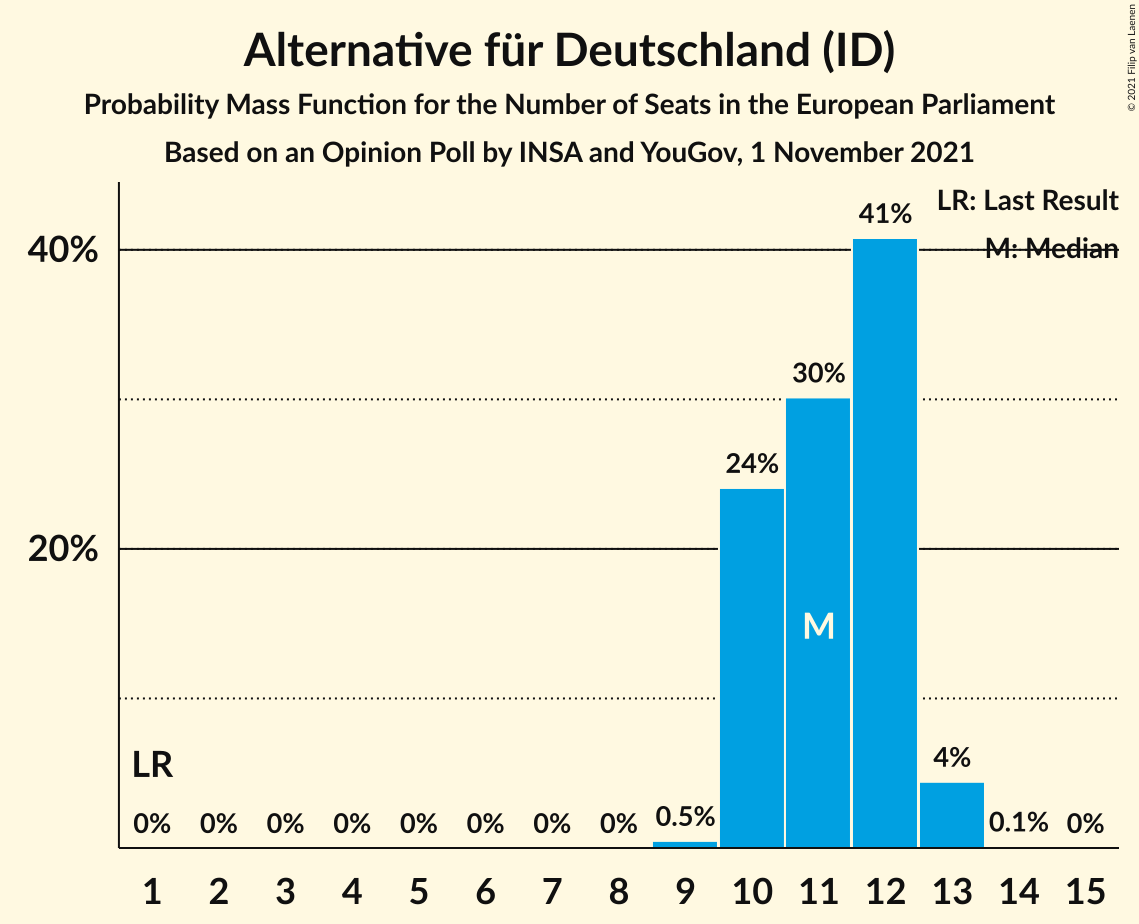 Alternative für Deutschland (ID)
Probability Mass Function for the Number of Seats in the European Parliament
Based on an Opinion Poll by INSA and YouGov, 1 November 2021
© 2021 Filip van Laenen
LR: Last Result
M: Median
40%
20%
41%
30%
24%
M
LR
4%
0% 0% 0% 0% 0% 0% 0% 0% 0.5% 0.1% 0%
1 2 3 4 5 6 7 8 9 10 11 12 13 14 15